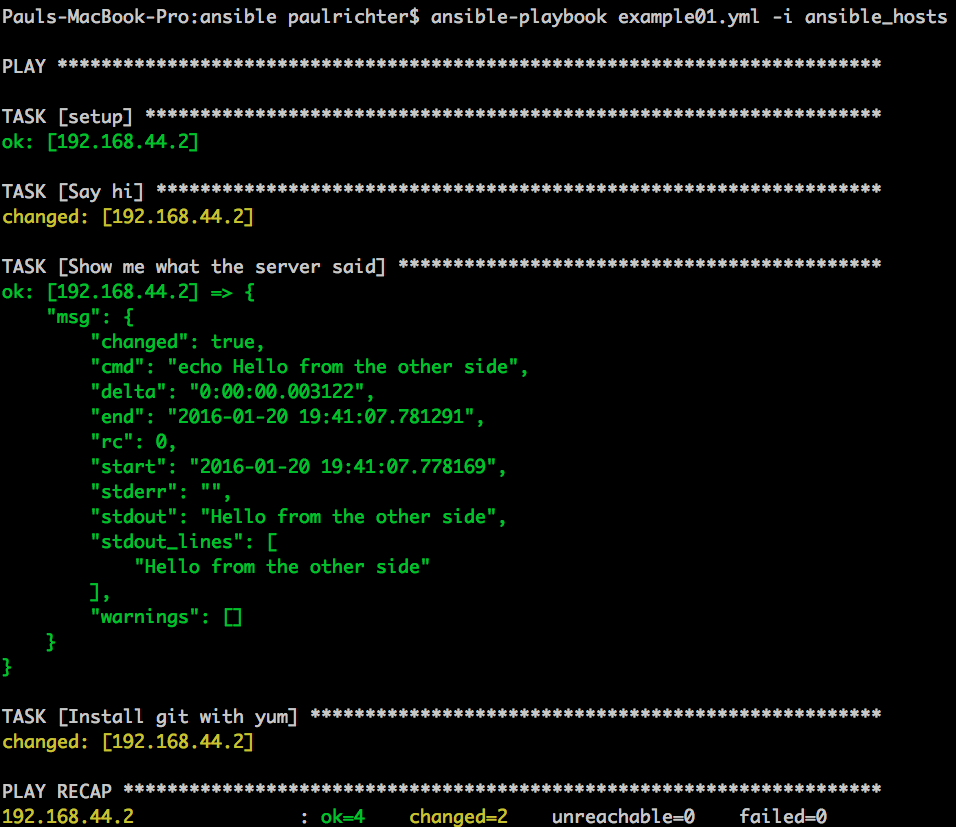 Pauls-MacBook-Pro:ansible paulrichter$ ansible-playbook example01.yml -i ansible_hosts
PLAY ***************************************************************************
TASK [setup] *******************************************************************
ok: [192.168.44.2]
TASK [Say hi] ******************************************************************
changed: [192.168.44.2]
TASK [Show me what the server said] ********************************************
ok: [192.168.44.2] => {
    "msg": {
        "changed": true,
        "cmd": "echo Hello from the other side",
        "delta": "0:00:00.003122",
        "end": "2016-01-20 19:41:07.781291",
        "rc": 0,
        "start": "2016-01-20 19:41:07.778169",
        "stderr": "",
        "stdout": "Hello from the other side",
        "stdout_lines": [
            "Hello from the other side"
        ],
        "warnings": []
    }
}
TASK [Install git with yum] ****************************************************
changed: [192.168.44.2]
PLAY RECAP *********************************************************************
192.168.44.2               : ok=4    changed=2    unreachable=0    failed=0